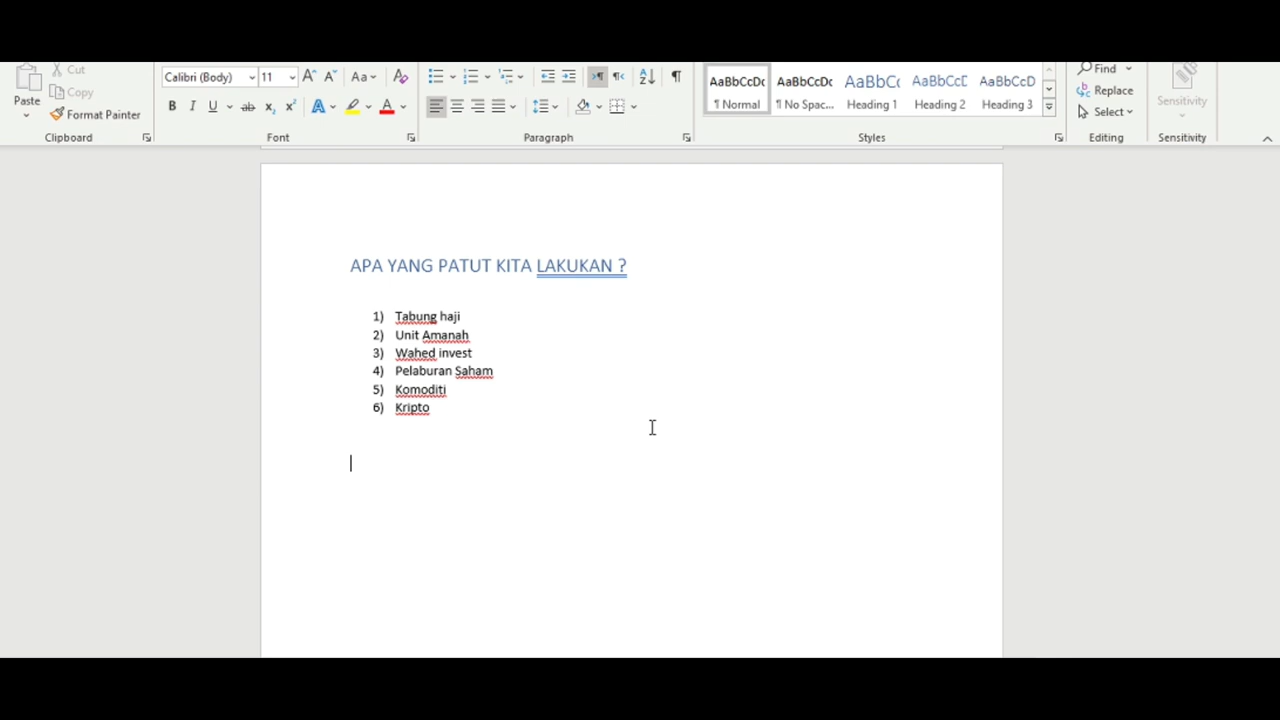 Cut
Copy
Paste
Format Painter
Clipboard
Calibri (Body) 11
Font
Paragraph
AaBbCcDc AaBbCcDc AaBbCc AaBbCcD AaBbCcD
¶ Normal ¶ No Spac... Heading 1 Heading 2 Heading 3
Styles
Find
Replace
Select
Editing
Sensitivity
Sensitivity
APA YANG PATUT KITA LAKUKAN ?
1) Tabung haji
2) Unit Amanah
3) Wahed invest
4) Pelaburan Saham
5) Komoditi
6) Kripto